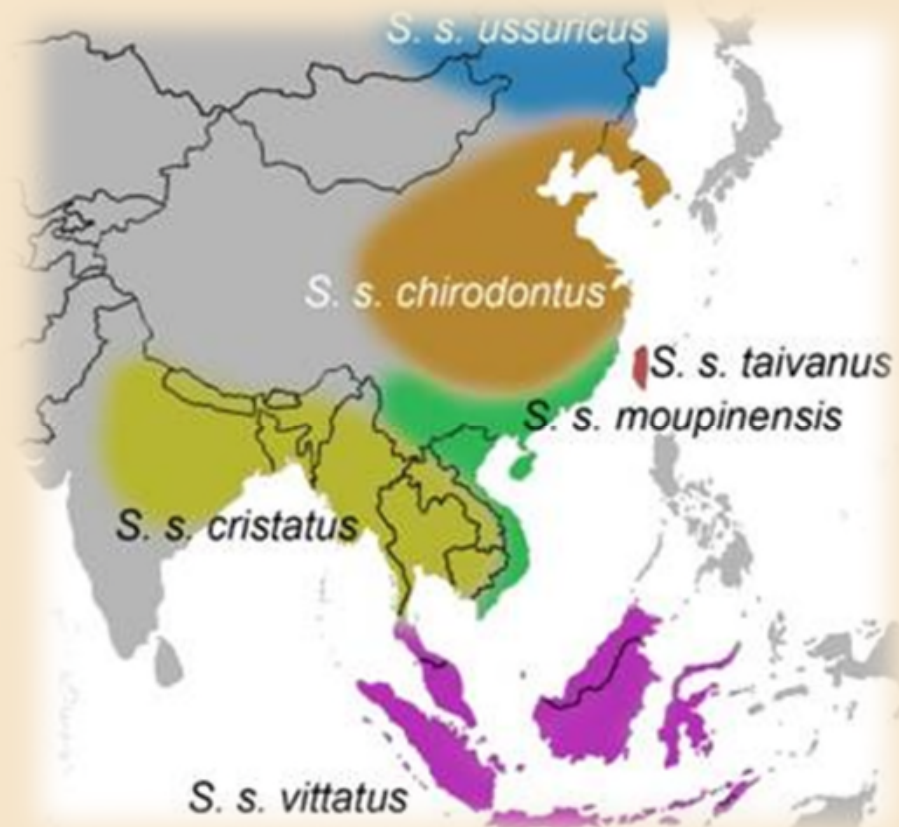 S. s. ussuricus
S. s. chirodontus
S. s. taivanus
S. s. moupinensis
S. s. cristatus
S. s. vittatus